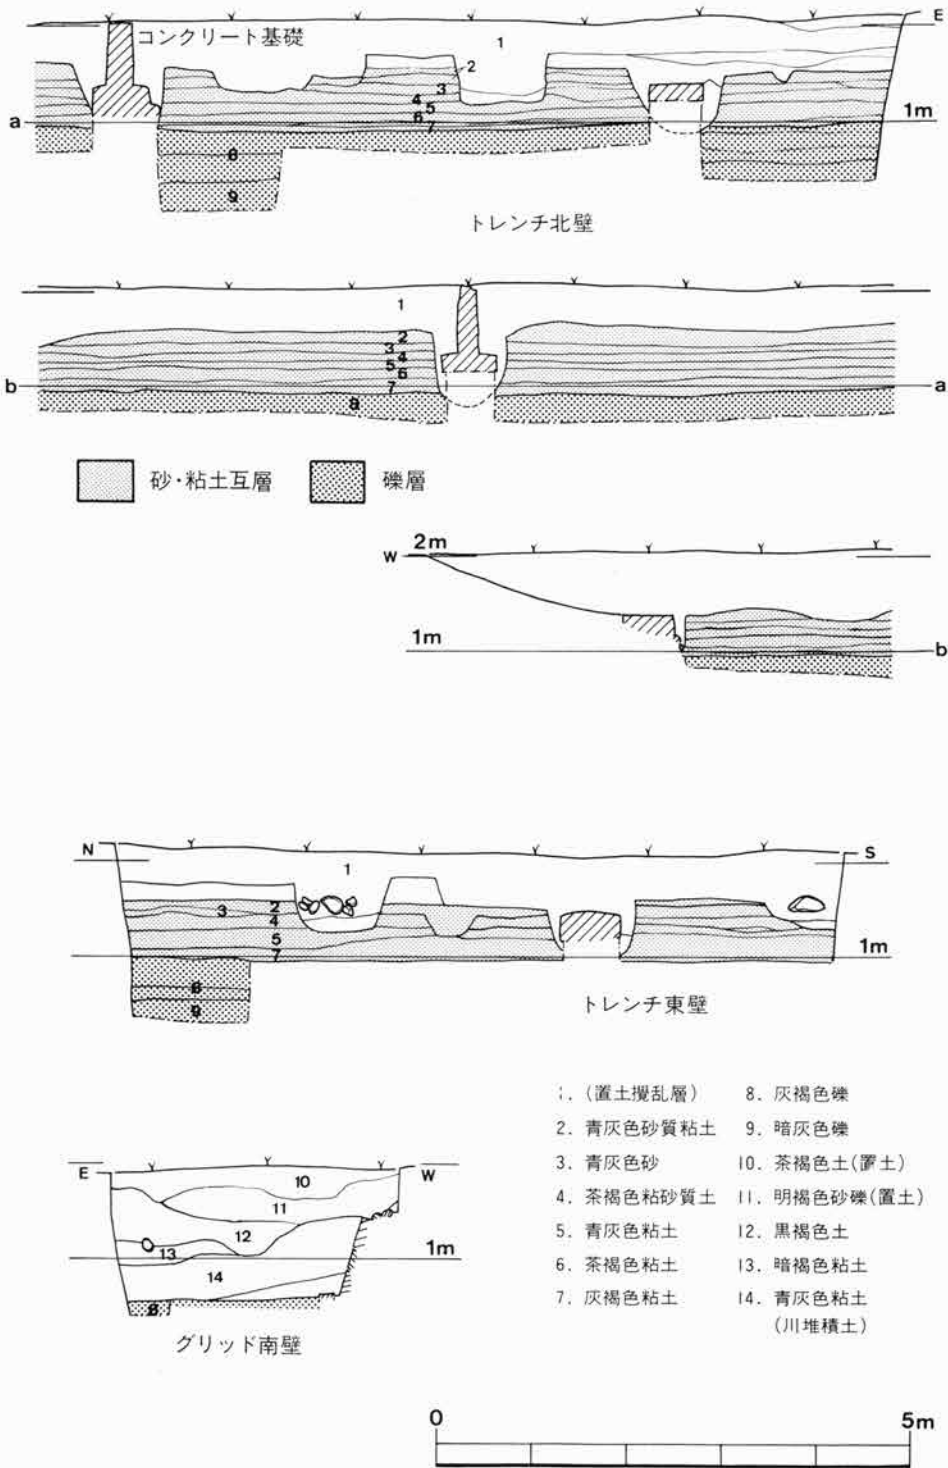 E
コンクリート基礎
1
2
3
4
5
6
7
a
1m
8
9
トレンチ北壁
1
2
3
4
5
6
7
b
a
8
砂・粘土互層
礫層
W
2m
1m
b
N
S
1
3
2
4
5
7
1m
8
9
トレンチ東壁
1. (置土攪乱層)
2. 青灰色砂質粘土
3. 青灰色砂
4. 茶褐色粘砂質土
5. 青灰色粘土
6. 茶褐色粘土
7. 灰褐色粘土
8. 灰褐色礫
9. 暗灰色礫
10. 茶褐色土(置土)
11. 明褐色砂礫(置土)
12. 黒褐色土
13. 暗褐色粘土
14. 青灰色粘土
(川堆積土)
E
W
10
11
12
13
1m
14
8
グリッド南壁
0
5m